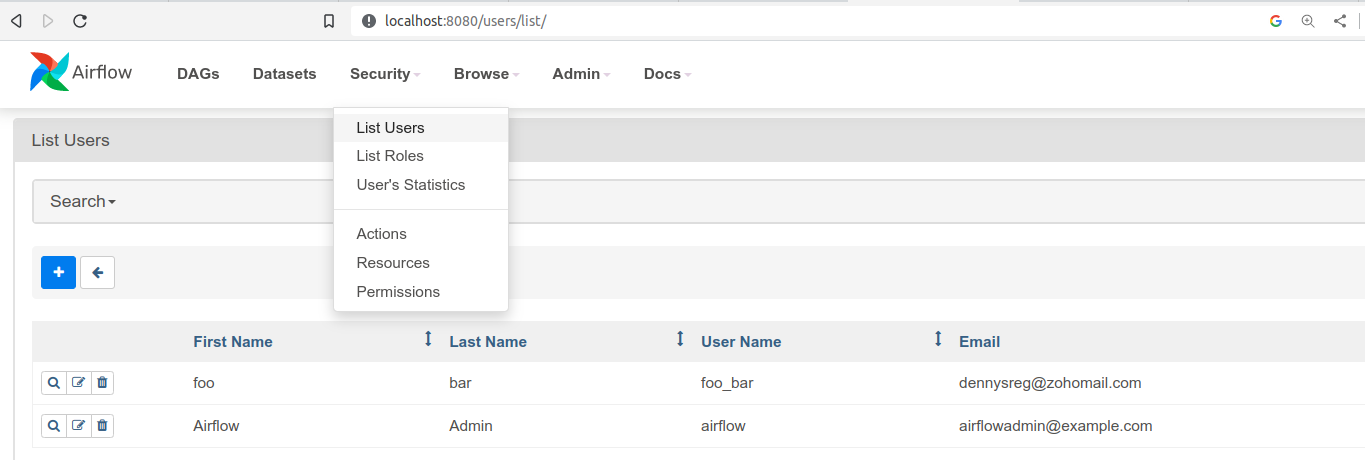 localhost:8080/users/list/
Airflow DAGs Datasets Security Browse Admin Docs
List Users
List Users
List Roles
User's Statistics
Actions
Resources
Permissions
Search
First Name Last Name User Name Email
foo bar foo_bar dennysreg@zohomail.com
Airflow Admin airflow airflowadmin@example.com